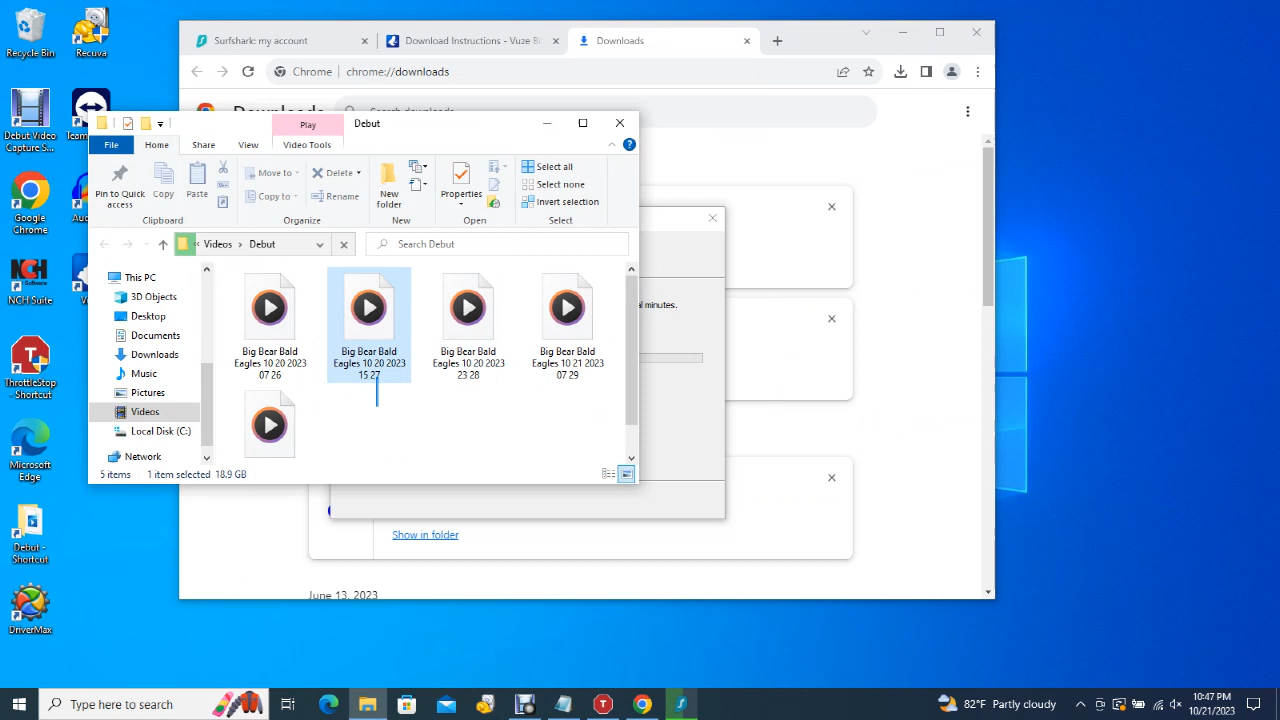 Recycle Bin
Recuva
Debut Video
Capture S...
Team
Google
Chrome
Au
NCH Suite
V
ThrottleStop
- Shortcut
Microsoft
Edge
Debut -
Shortcut
DriverMax
Surfshark: my account
Download Instructions - Vuze Bi
Downloads
Chrome
chrome://downloads
Downloads
Search downloads
Play
Debut
File
Home
Share
View
Video Tools
Pin to Quick
access
Copy
Paste
Clipboard
Move to
Copy to
Delete
Rename
Organize
New
folder
New
Properties
Open
Select all
Select none
Invert selection
Select
« Videos > Debut
Search Debut
This PC
3D Objects
Desktop
Documents
Downloads
Music
Pictures
Videos
Local Disk (C:)
Network
Big Bear Bald
Eagles 10 20 2023
07 26
Big Bear Bald
Eagles 10 20 2023
15 27
Big Bear Bald
Eagles 10 20 2023
23 28
Big Bear Bald
Eagles 10 21 2023
07 29
5 items
1 item selected 18.9 GB
al minutes.
Show in folder
June 13, 2023
Type here to search
82°F Partly cloudy
10:47 PM
10/21/2023